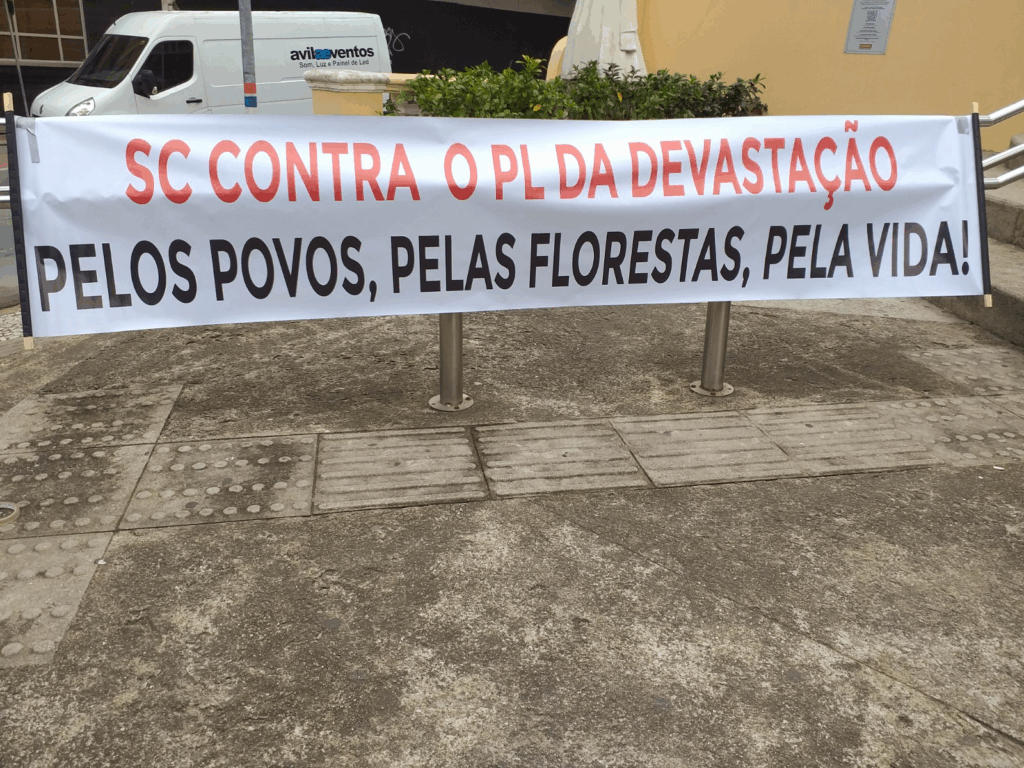 avilaeventos
Som, Luz e Painel de Led
SC CONTRA O PL DA DEVASTAÇÃO
PELOS POVOS, PELAS FLORESTAS, PELA VIDA!